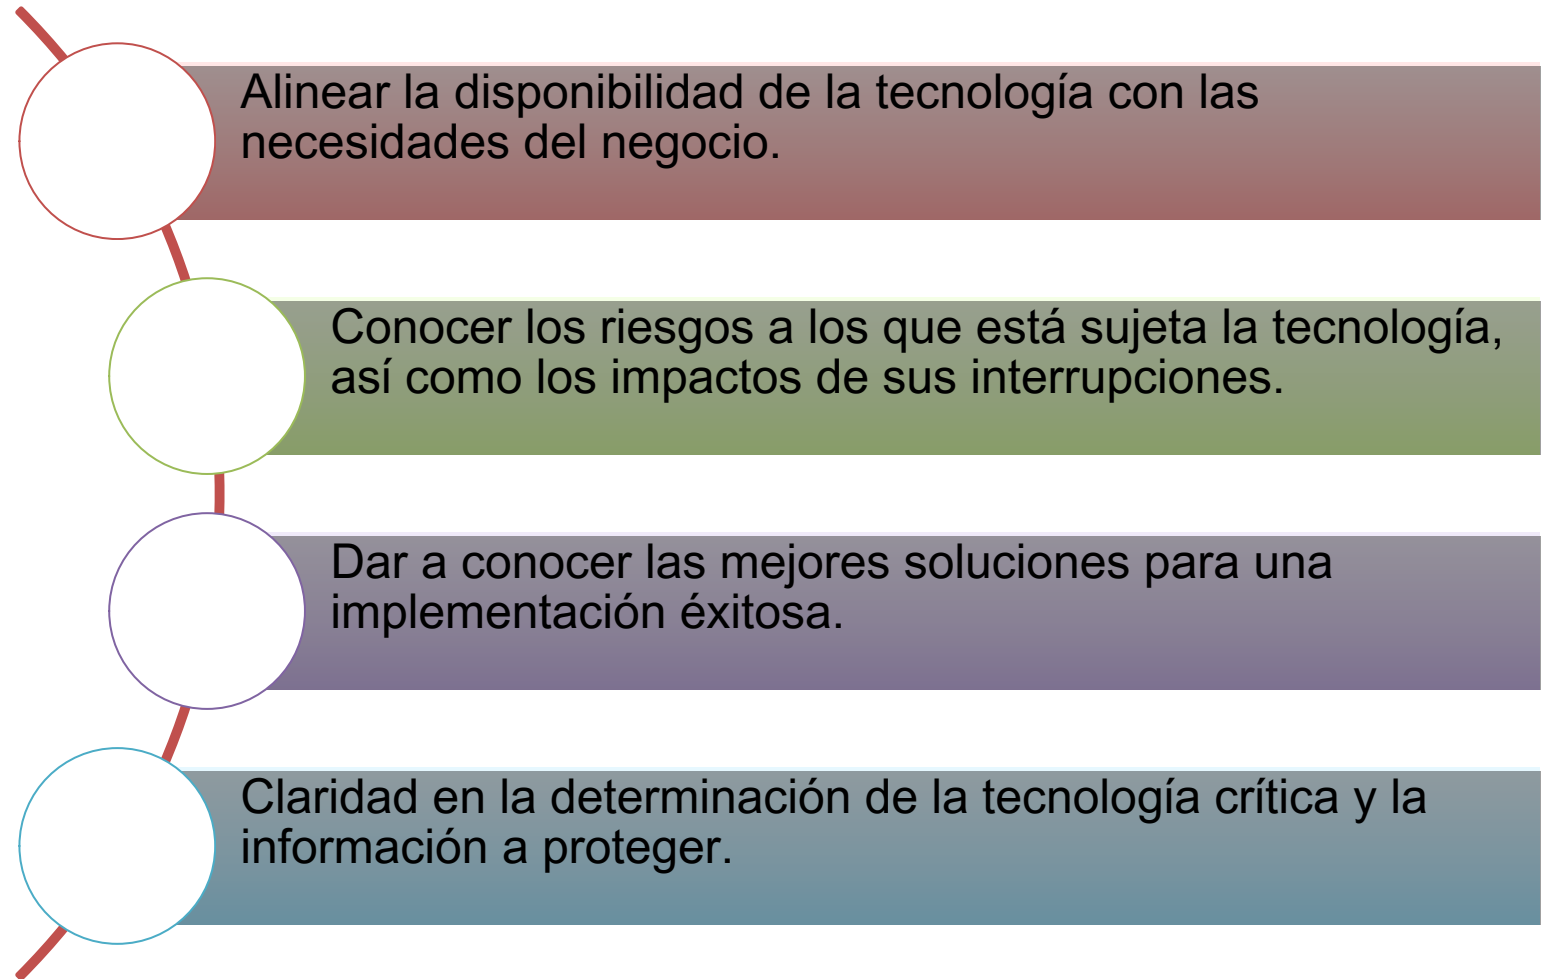 Alinear la disponibilidad de la tecnología con las
necesidades del negocio.
Conocer los riesgos a los que está sujeta la tecnología,
así como los impactos de sus interrupciones.
Dar a conocer las mejores soluciones para una
implementación éxitosa.
Claridad en la determinación de la tecnología crítica y la
información a proteger.